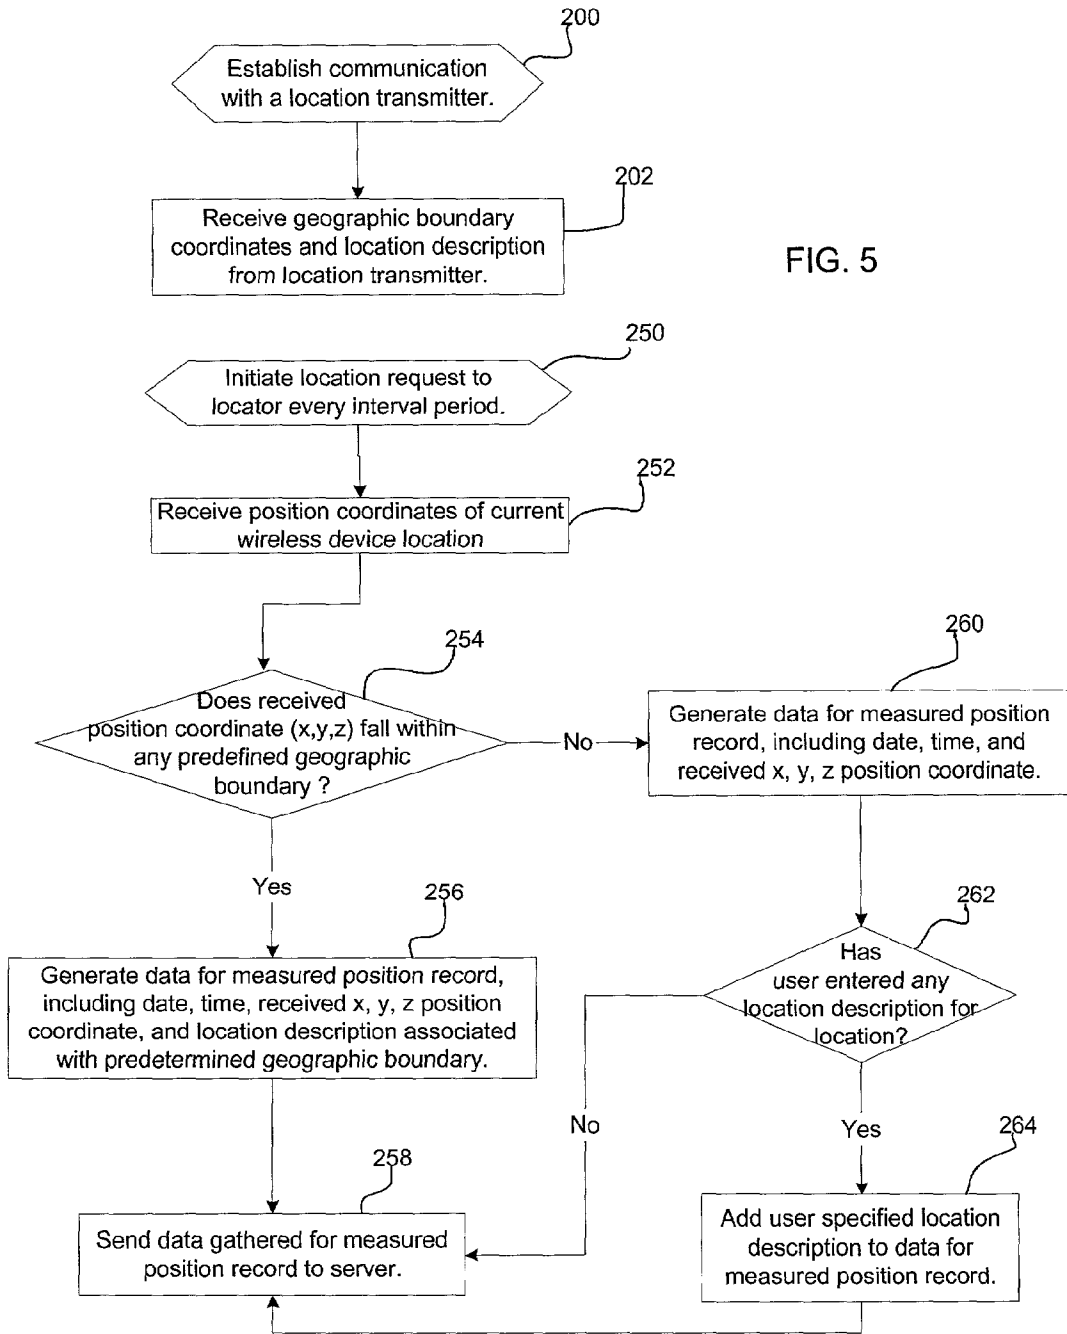 200
Establish communication
with a location transmitter.
202
Receive geographic boundary
coordinates and location description
from location transmitter.
FIG. 5
250
Initiate location request to
locator every interval period.
252
Receive position coordinates of current
wireless device location
254
Does received
position coordinate (x,y,z) fall within
any predefined geographic
boundary ?
No
260
Generate data for measured position
record, including date, time, and
received x, y, z position coordinate.
Yes
256
Generate data for measured position record,
including date, time, received x, y, z position
coordinate, and location description associated
with predetermined geographic boundary.
262
Has
user entered any
location description for
location?
No
Yes
264
Add user specified location
description to data for
measured position record.
258
Send data gathered for measured
position record to server.